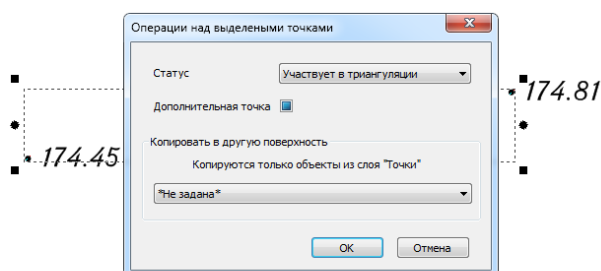 Операции над выделеными точками
Статус
Участвует в триангуляции
174.81
Дополнительная точка
Копировать в другую поверхность
174.45
Копируются только объекты из слоя "Точки"
*Не задана*
OK
Отмена